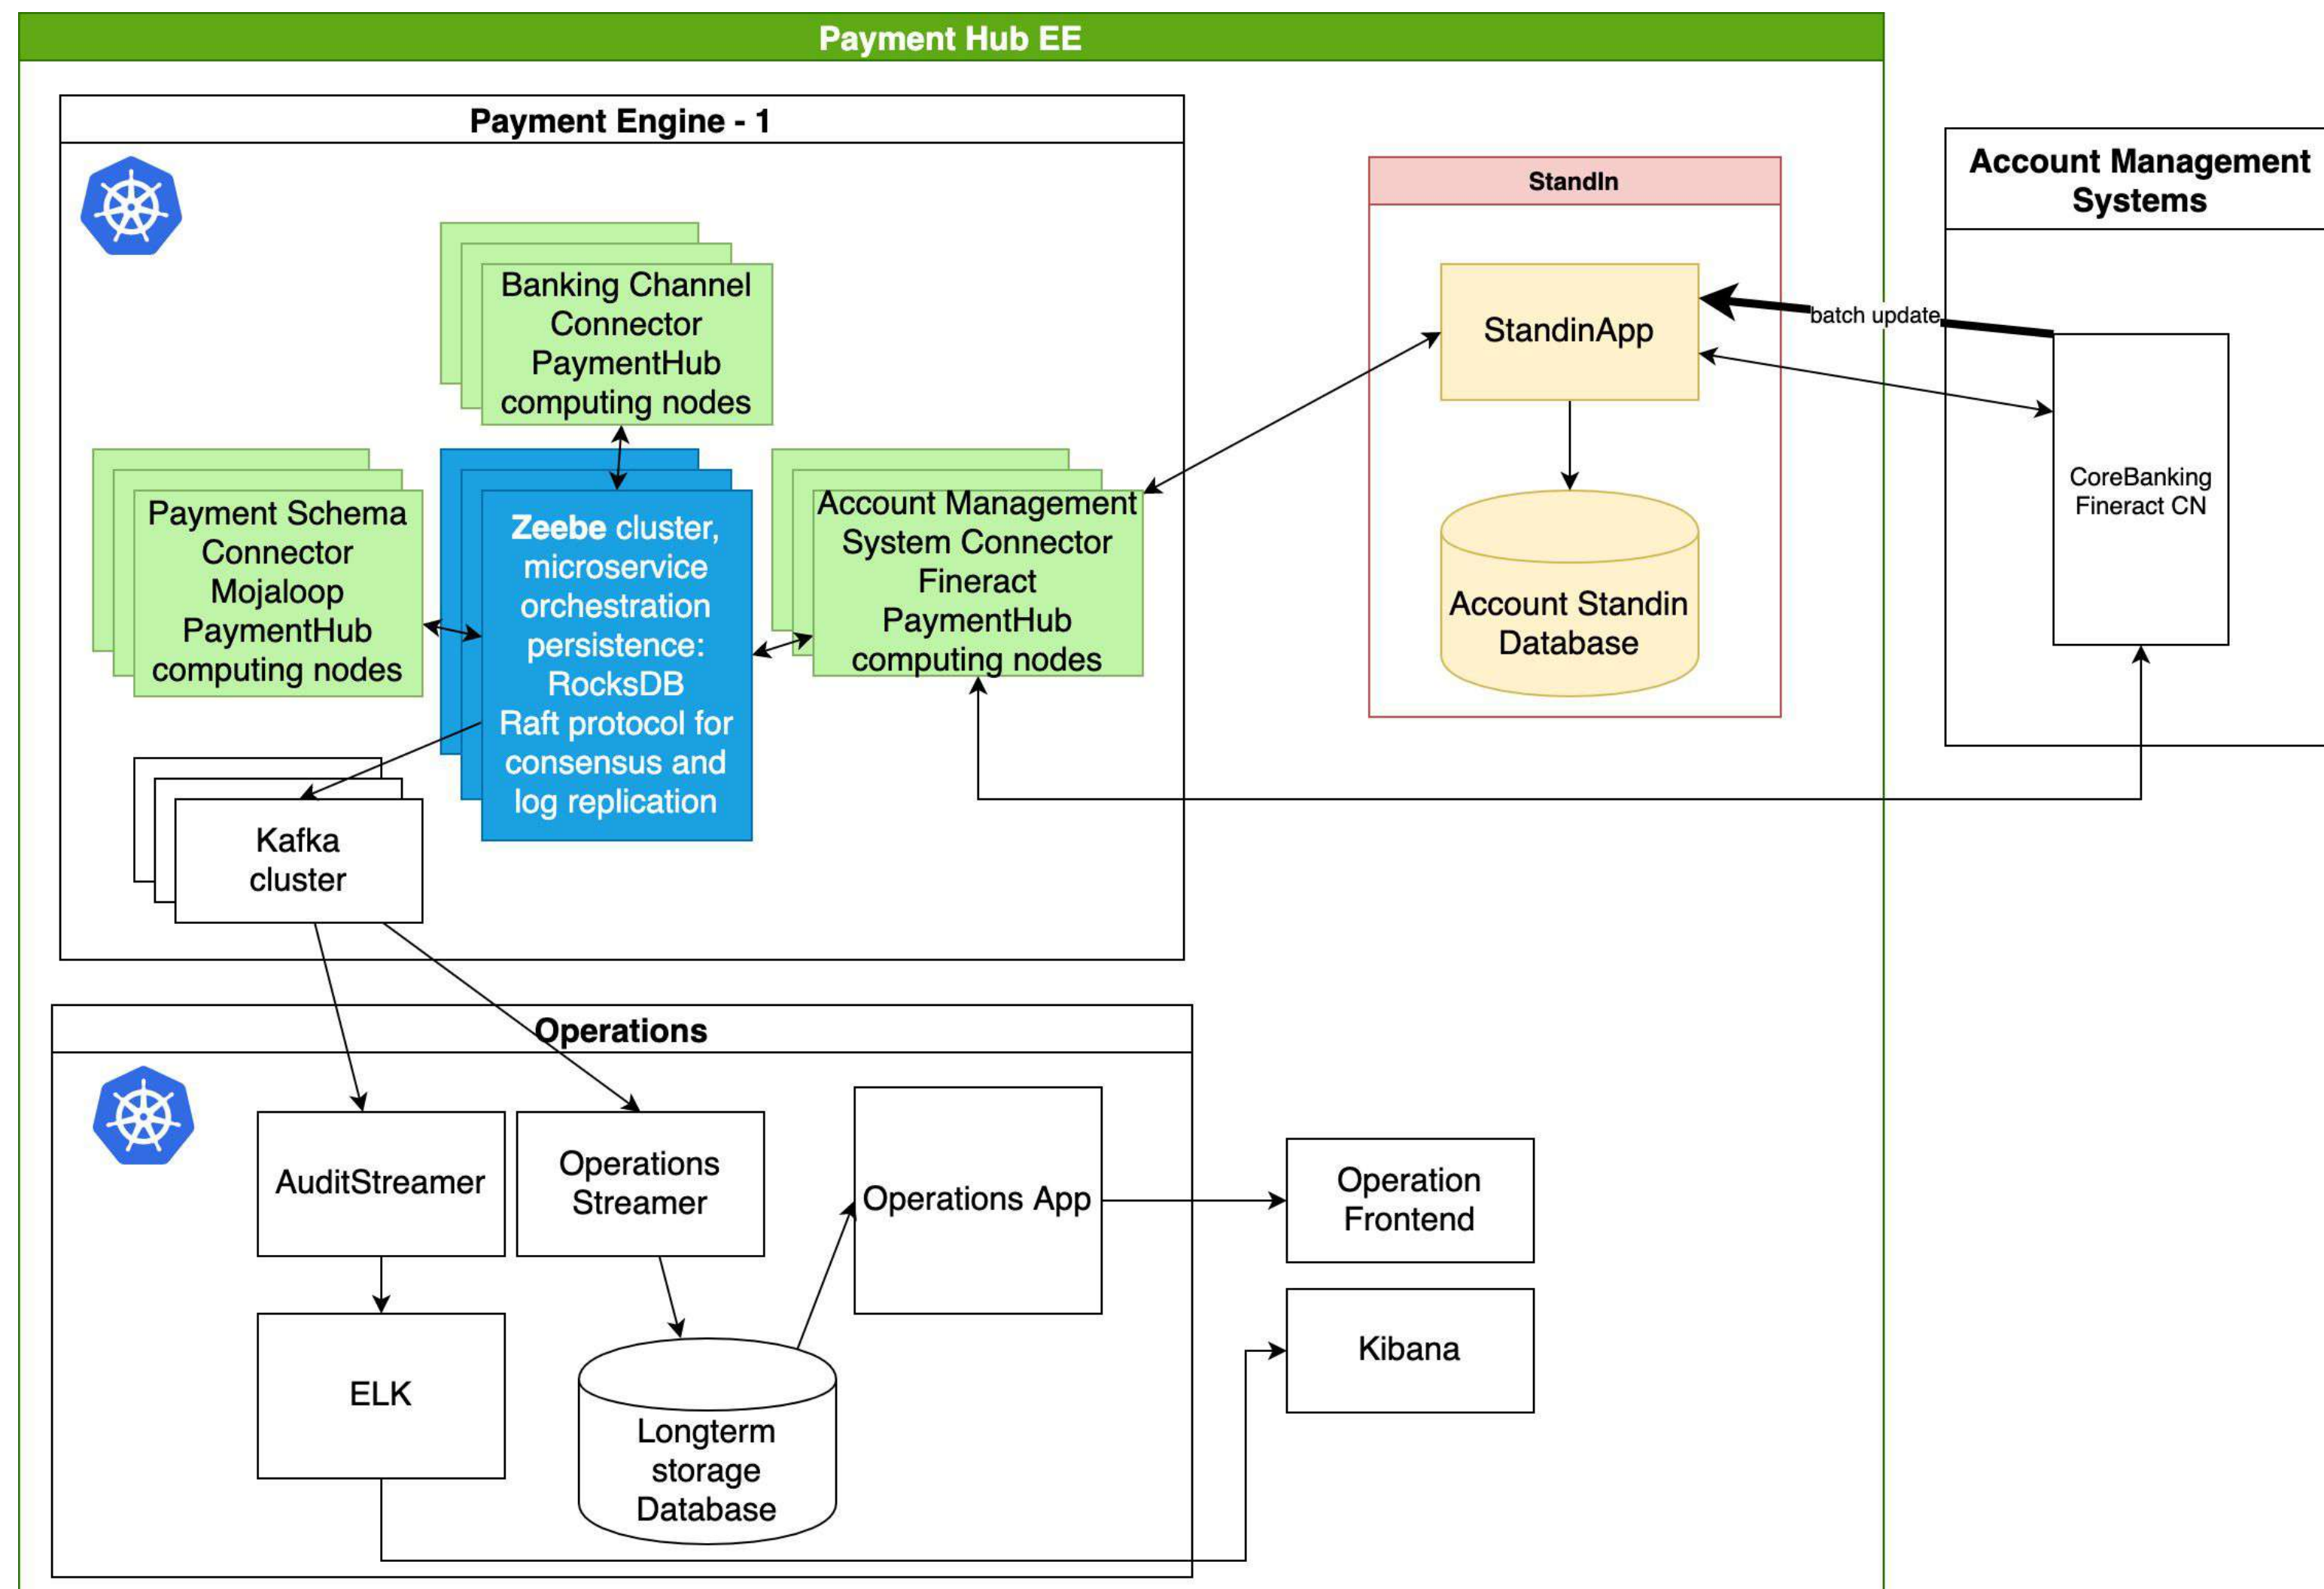 Payment Hub EE
Payment Engine - 1
Banking Channel
Connector
PaymentHub
computing nodes
Payment Schema
Connector
Mojaloop
PaymentHub
computing nodes
Zeebe cluster,
microservice
orchestration
persistence:
RocksDB
Raft protocol for
consensus and
log replication
Account Management
System Connector
Fineract
PaymentHub
computing nodes
Kafka
cluster
StandIn
StandinApp
Account Standin
Database
batch update
Account Management
Systems
CoreBanking
Fineract CN
Operations
AuditStreamer
Operations
Streamer
Operations App
ELK
Longterm
storage
Database
Operation
Frontend
Kibana